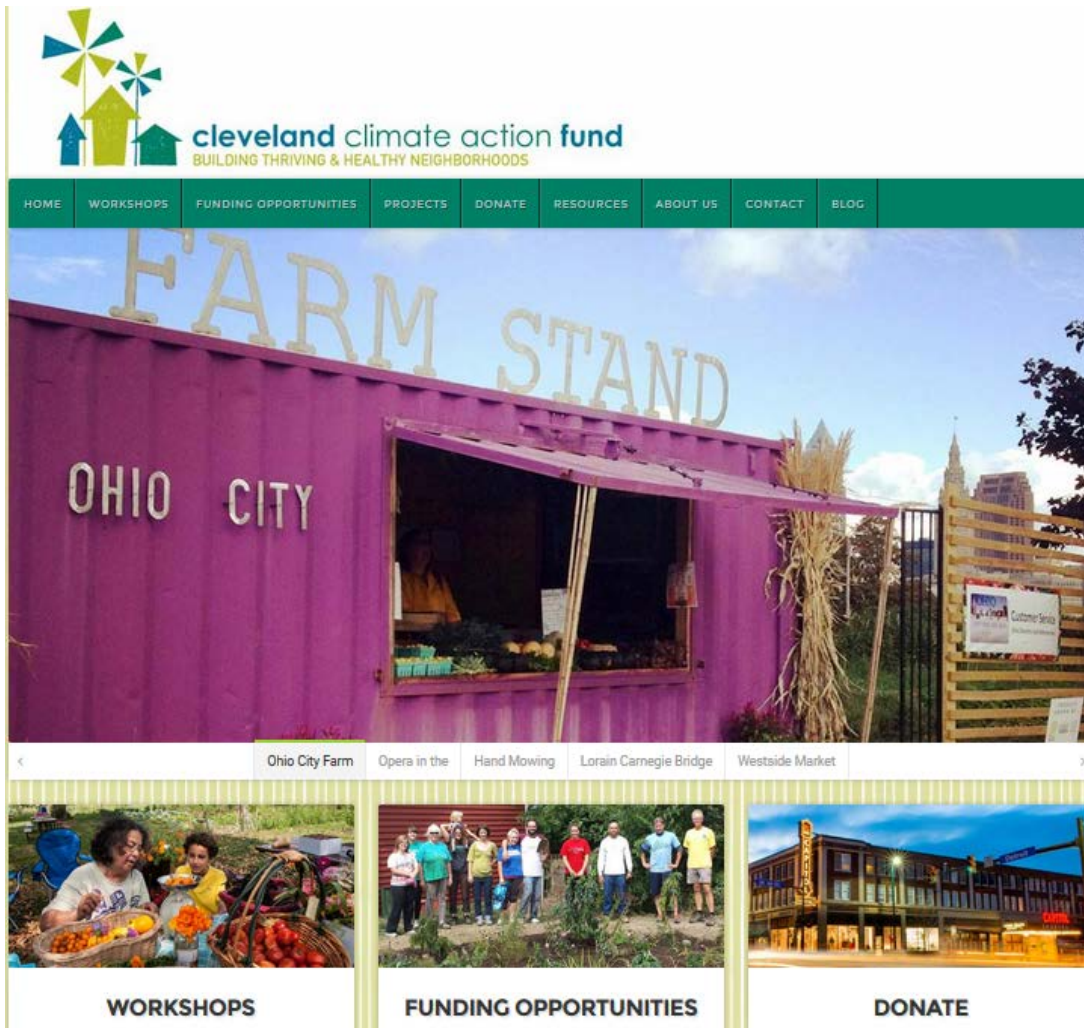 cleveland climate action fund
BUILDING THRIVING & HEALTHY NEIGHBORHOODS
HOME WORKSHOPS FUNDING OPPORTUNITIES PROJECTS DONATE RESOURCES ABOUT US CONTACT BLOG
FARM STAND
OHIO CITY
Customer Service
‹ Ohio City Farm Opera in the Hand Mowing Lorain Carnegie Bridge Westside Market ›
CAPITOL
CAPITOL
WORKSHOPS FUNDING OPPORTUNITIES DONATE